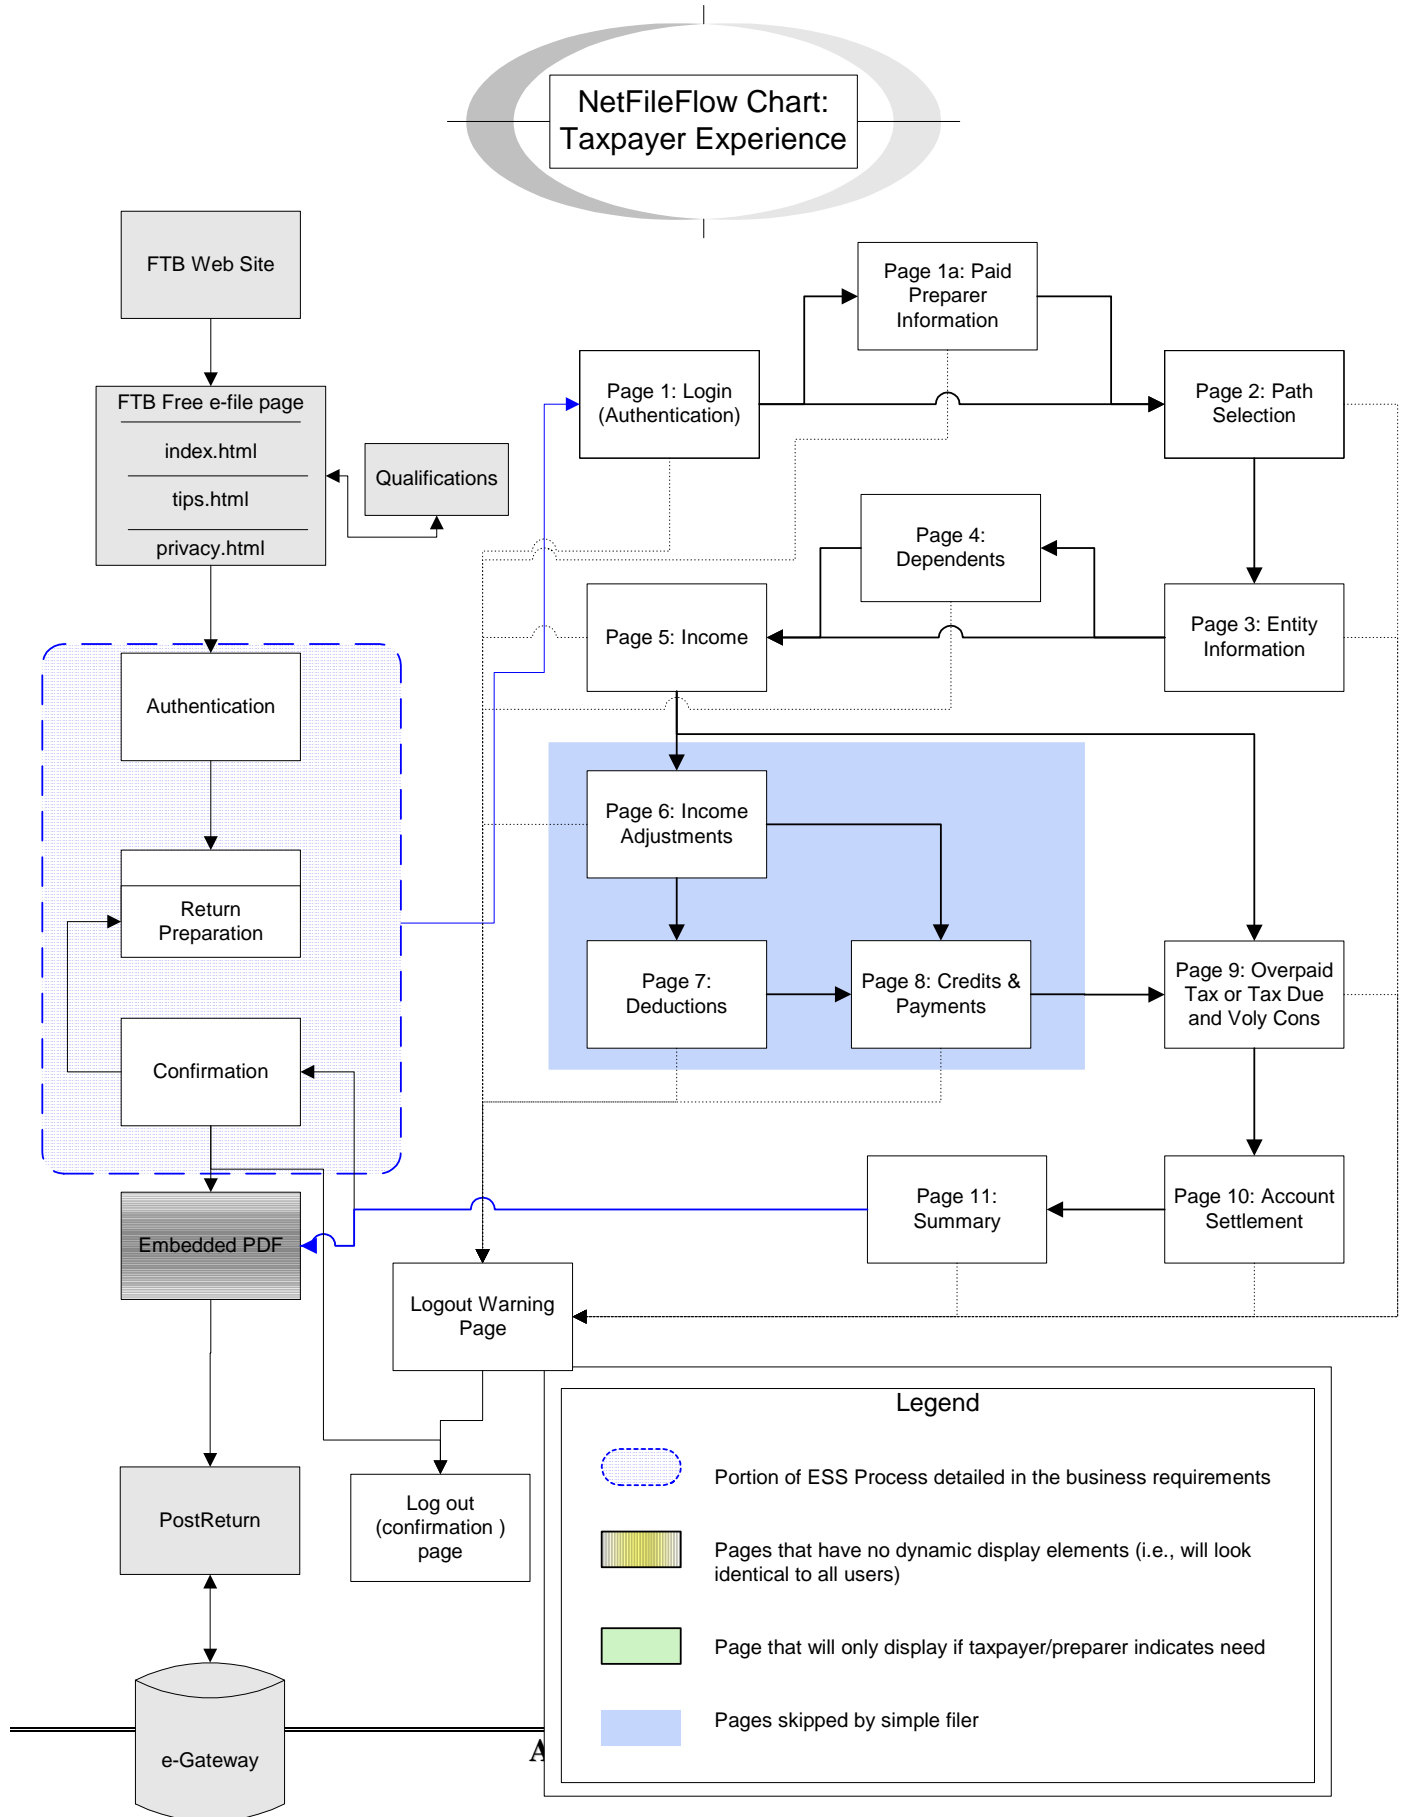 NetFileFlow Chart:
Taxpayer Experience
FTB Web Site
FTB Free e-file page
index.html
tips.html
privacy.html
Qualifications
Authentication
Return
Preparation
Confirmation
Embedded PDF
PostReturn
e-Gateway
Page 1a: Paid
Preparer
Information
Page 1: Login
(Authentication)
Page 2: Path
Selection
Page 4:
Dependents
Page 5: Income
Page 3: Entity
Information
Page 6: Income
Adjustments
Page 7:
Deductions
Page 8: Credits &
Payments
Page 9: Overpaid
Tax or Tax Due
and Voly Cons
Page 11:
Summary
Page 10: Account
Settlement
Logout Warning
Page
Log out
(confirmation )
page
Legend
Portion of ESS Process detailed in the business requirements
Pages that have no dynamic display elements (i.e., will look
identical to all users)
Page that will only display if taxpayer/preparer indicates need
Pages skipped by simple filer